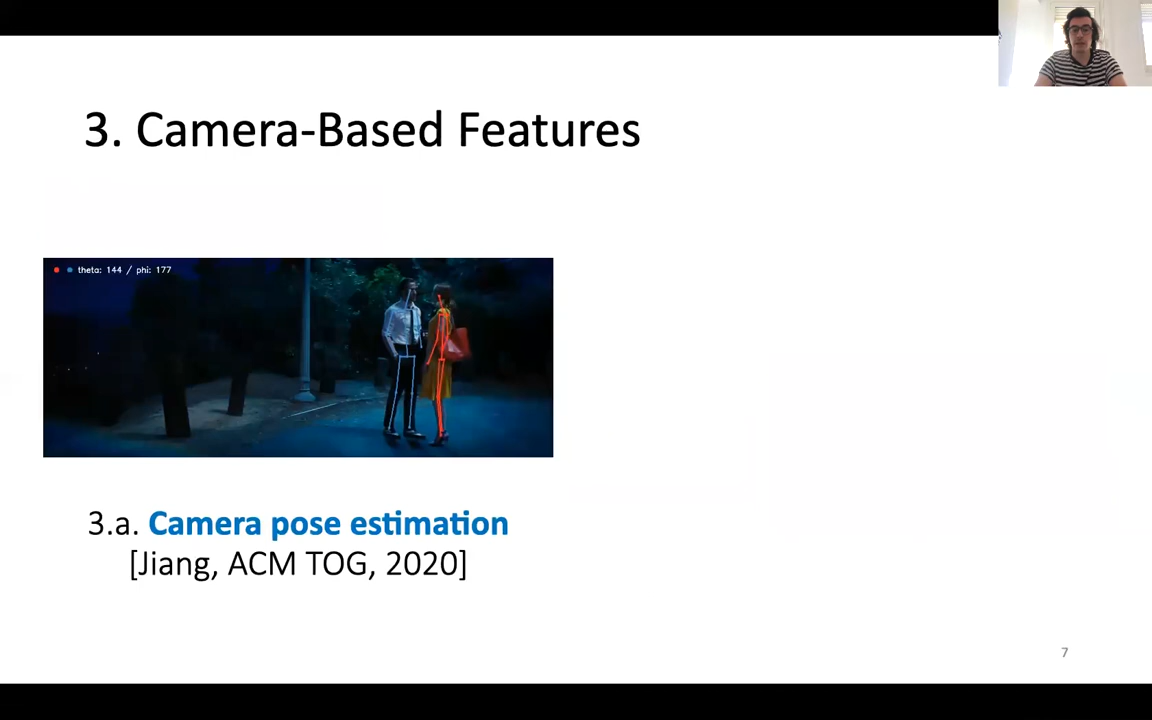 3. Camera-Based Features
theta: 144 / phi: 177
3.a. Camera pose estimation
[Jiang, ACM TOG, 2020]
7